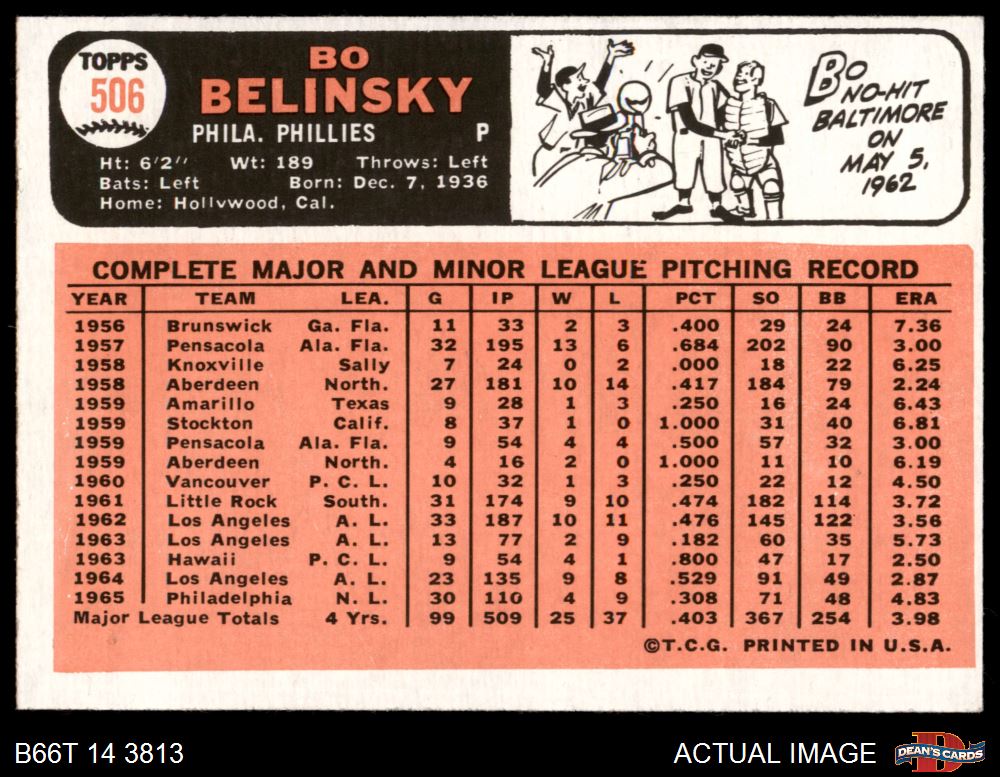 TOPPS
506
BO
BELINSKY
PHILA. PHILLIES P
Ht: 6'2" Wt: 189 Throws: Left
Bats: Left Born: Dec. 7, 1936
Home: Hollywood, Cal.
BO
NO-HIT
BALTIMORE
ON
MAY 5,
1962
COMPLETE MAJOR AND MINOR LEAGUE PITCHING RECORD
YEAR TEAM LEA. G IP W L PCT SO BB ERA
1956 Brunswick Ga. Fla. 11 33 2 3 .400 29 24 7.36
1957 Pensacola Ala. Fla. 32 195 13 6 .684 202 90 3.00
1958 Knoxville Sally 7 24 0 2 .000 18 22 6.25
1958 Aberdeen North. 27 181 10 14 .417 184 79 2.24
1959 Amarillo Texas 9 28 1 3 .250 16 24 6.43
1959 Stockton Calif. 8 37 1 0 1.000 31 40 6.81
1959 Pensacola Ala. Fla. 9 54 4 4 .500 57 32 3.00
1959 Aberdeen North. 4 16 2 0 1.000 11 10 6.19
1960 Vancouver P. C. L. 10 32 1 3 .250 22 12 4.50
1961 Little Rock South. 31 174 9 10 .474 182 114 3.72
1962 Los Angeles A. L. 33 187 10 11 .476 145 122 3.56
1963 Los Angeles A. L. 13 77 2 9 .182 60 35 5.73
1963 Hawaii P. C. L. 9 54 4 1 .800 47 17 2.50
1964 Los Angeles A. L. 23 135 9 8 .529 91 49 2.87
1965 Philadelphia N. L. 30 110 4 9 .308 71 48 4.83
Major League Totals 4 Yrs. 99 509 25 37 .403 367 254 3.98
©T.C.G. PRINTED IN U.S.A.
B66T 14 3813 ACTUAL IMAGE DEAN'S CARDS